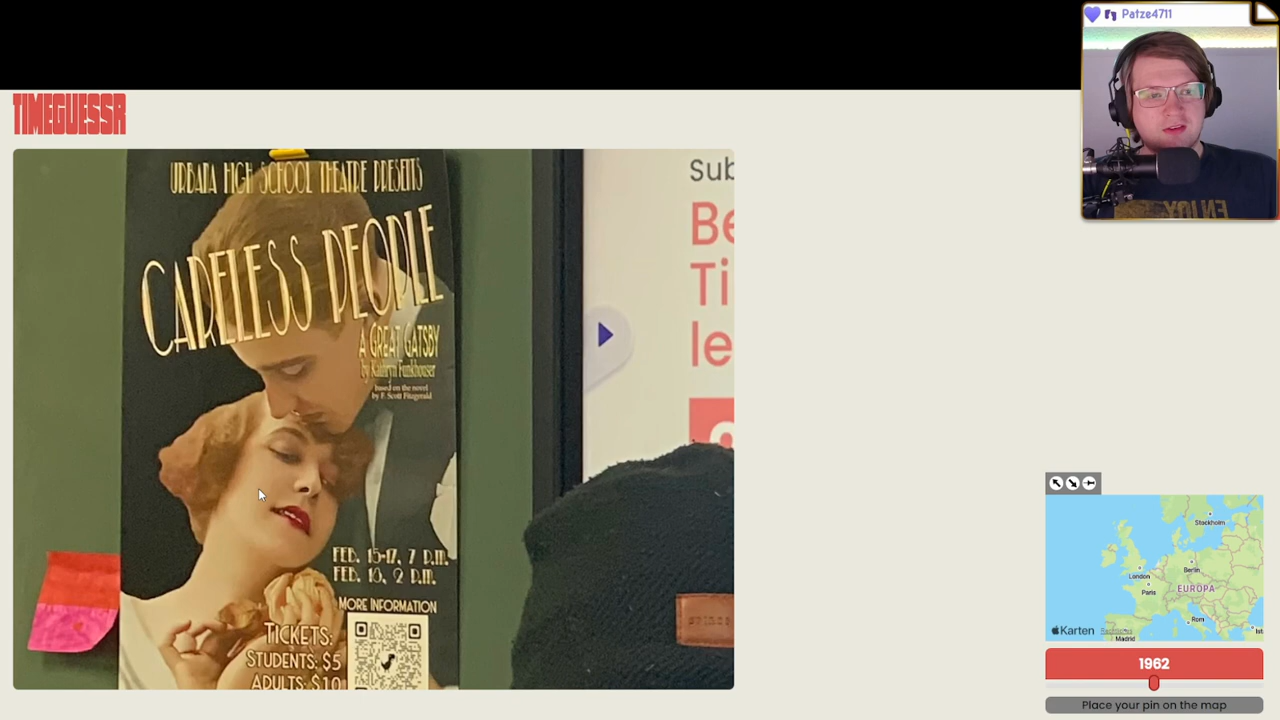 Patze4711
TIMEGUESSR
URBANA HIGH SCHOOL THEATRE PRESENTS
CARELESS PEOPLE
A GREAT GATSBY
by Kathryn Funkhouser
based on the novel
by F. Scott Fitzgerald
FEB. 15-17, 7 P.M.
FEB. 18, 2 P.M.
MORE INFORMATION
TICKETS:
STUDENTS: $5
ADULTS: $10
Sub
Be
Ti
le
ENJOY
Stockholm
London
Berlin
Paris
EUROPA
Rom
Ist
Karten
Madrid
1962
Place your pin on the map